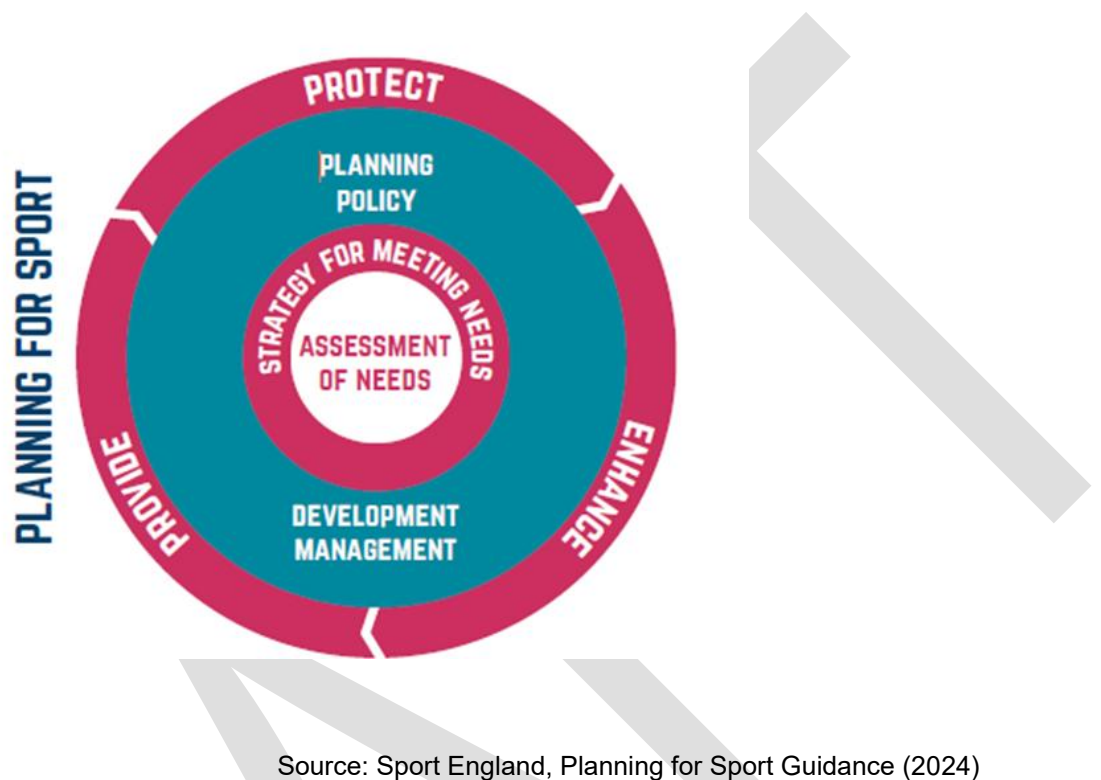 PLANNING FOR SPORT
PROTECT
PLANNING
POLICY
STRATEGY FOR MEETING NEEDS
ASSESSMENT
OF NEEDS
DEVELOPMENT
MANAGEMENT
PROVIDE
ENHANCE
Source: Sport England, Planning for Sport Guidance (2024)